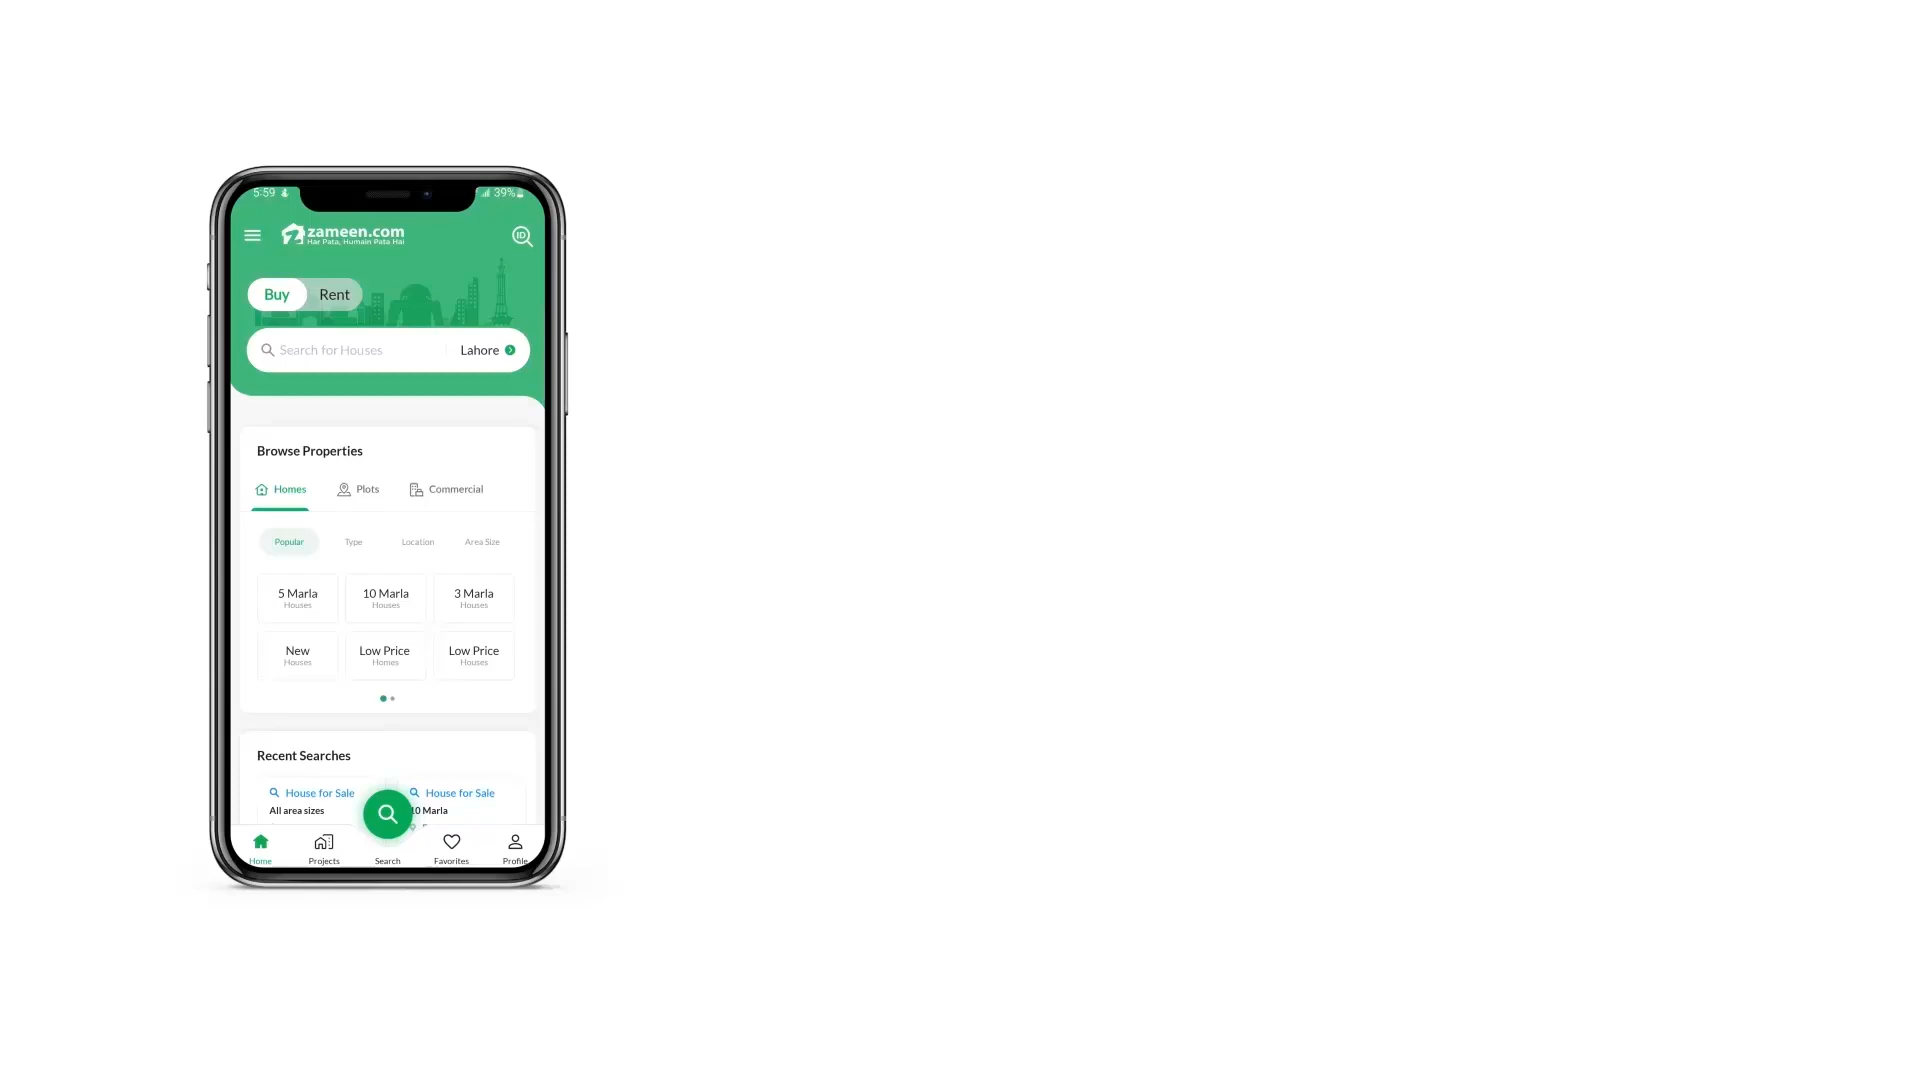 5:59 39%
zameen.com
Har Pata, Humain Pata Hai
ID
Buy Rent
Search for Houses Lahore
Browse Properties
Homes Plots Commercial
Popular Type Location Area Size
5 Marla 10 Marla 3 Marla
Houses Houses Houses
New Low Price Low Price
Houses Homes Houses
Recent Searches
House for Sale House for Sale
All area sizes 10 Marla
Home Projects Search Favorites Profile